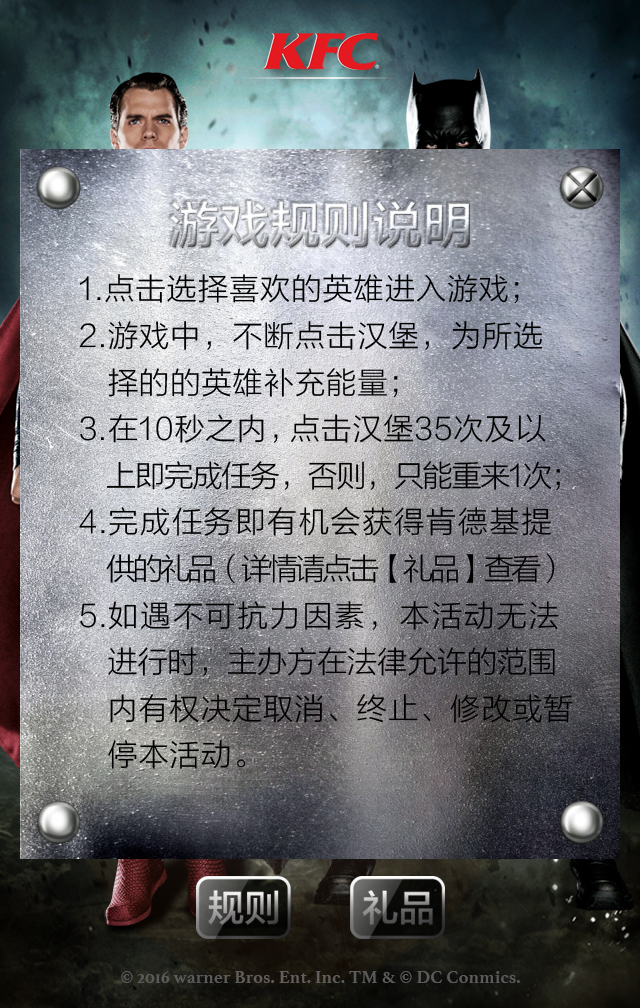 KFC
游戏规则说明
1.点击选择喜欢的英雄进入游戏；
2.游戏中，不断点击汉堡，为所选
择的的英雄补充能量；
3.在10秒之内，点击汉堡35次及以
上即完成任务，否则，只能重来1次；
4.完成任务即有机会获得肯德基提
供的礼品（详情请点击【礼品】查看）
5.如遇不可抗力因素，本活动无法
进行时，主办方在法律允许的范围
内有权决定取消、终止、修改或暂
停本活动。
规则 礼品
© 2016 warner Bros. Ent. Inc. TM & © DC Conmics.